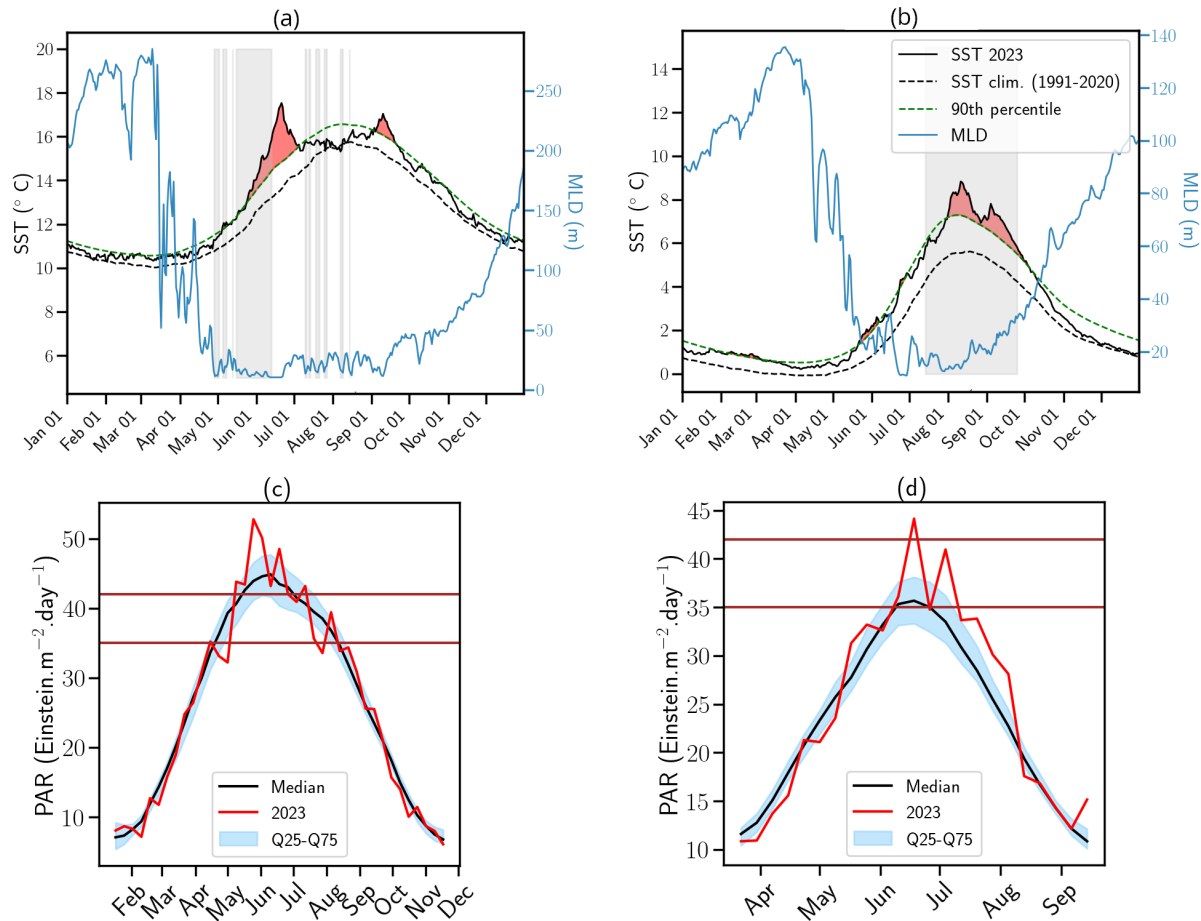 (a)
20
18
16
14
12
10
8
6
SST (° C)
250
200
150
100
50
0
MLD (m)
Jan 01
Feb 01
Mar 01
Apr 01
May 01
Jun 01
Jul 01
Aug 01
Sep 01
Oct 01
Nov 01
Dec 01
(b)
14
12
10
8
6
4
2
0
SST (° C)
140
120
100
80
60
40
20
MLD (m)
SST 2023
SST clim. (1991-2020)
90th percentile
MLD
Jan 01
Feb 01
Mar 01
Apr 01
May 01
Jun 01
Jul 01
Aug 01
Sep 01
Oct 01
Nov 01
Dec 01
(c)
50
40
30
20
10
PAR (Einstein.m⁻².day⁻¹)
Median
2023
Q25-Q75
Feb
Mar
Apr
May
Jun
Jul
Aug
Sep
Oct
Nov
Dec
(d)
45
40
35
30
25
20
15
10
PAR (Einstein.m⁻².day⁻¹)
Median
2023
Q25-Q75
Apr
May
Jun
Jul
Aug
Sep